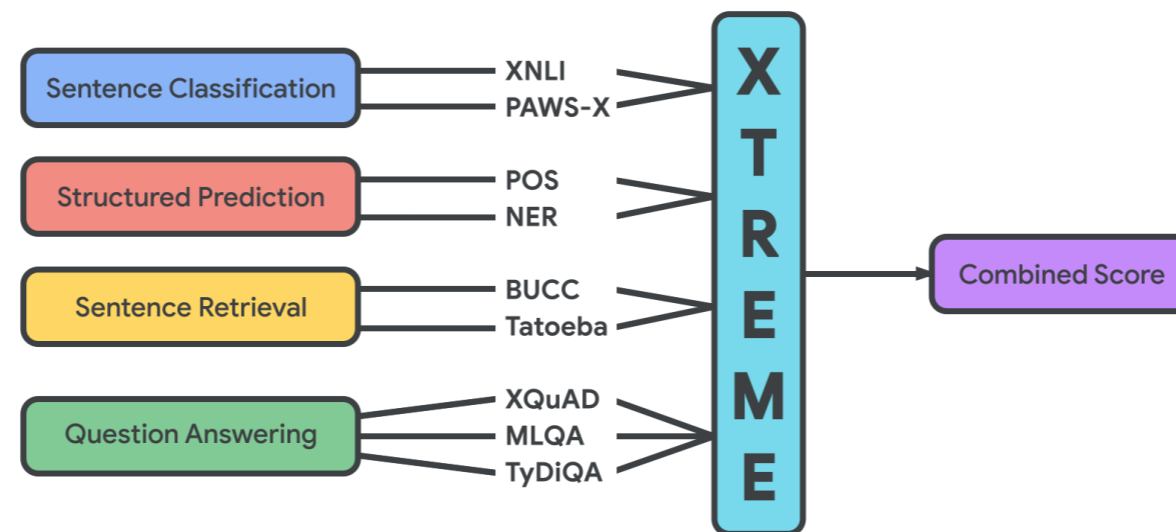 Sentence Classification
XNLI
PAWS-X
Structured Prediction
POS
NER
Sentence Retrieval
BUCC
Tatoeba
Question Answering
XQuAD
MLQA
TyDiQA
XTREME
Combined Score